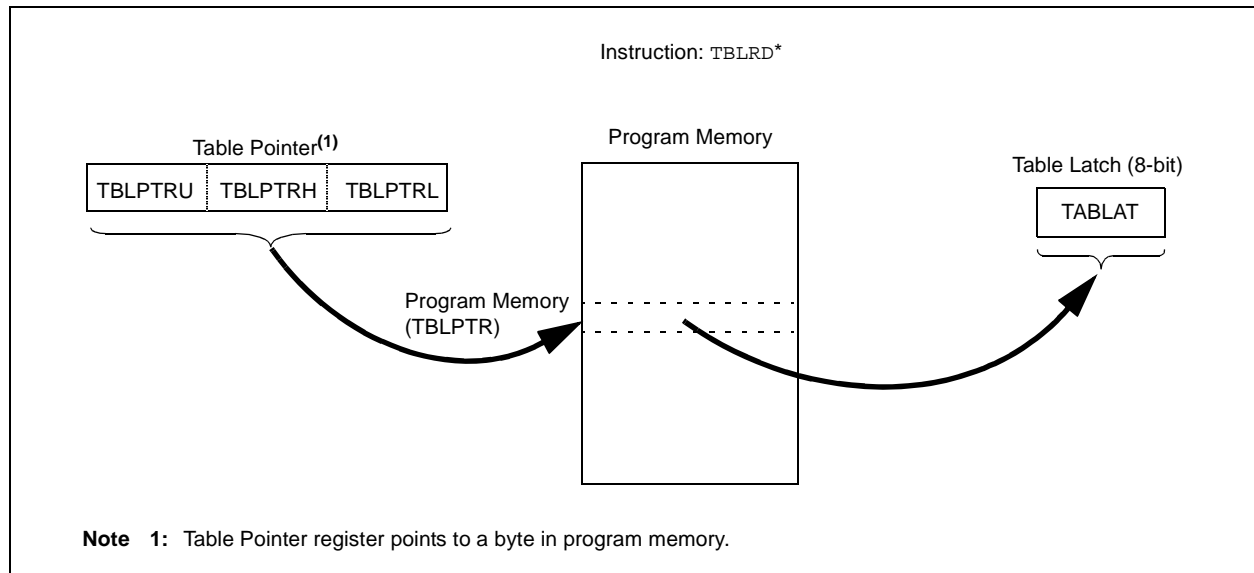 Instruction: TBLRD*
Table Pointer(1)
TBLPTRU TBLPTRH TBLPTRL
Program Memory
Table Latch (8-bit)
TABLAT
Program Memory
(TBLPTR)
Note 1: Table Pointer register points to a byte in program memory.